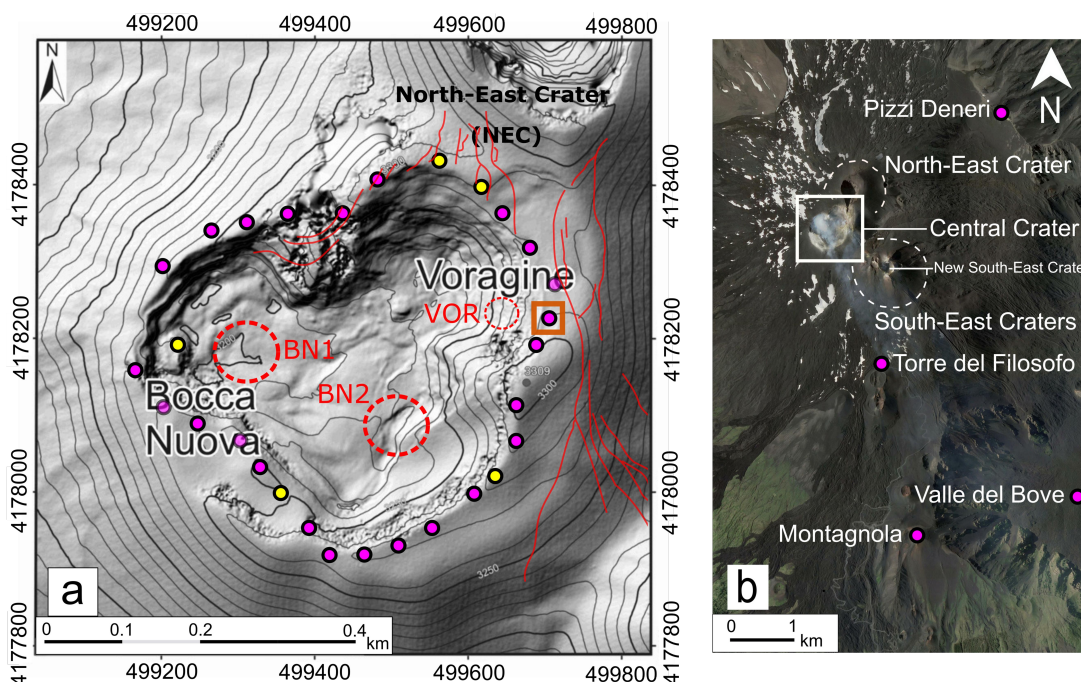 499200 499400 499600 499800
N
North-East Crater
(NEC)
4178400
4178400
Voragine
VOR
4178200
4178200
BN1
BN2
3309
3300
Bocca
Nuova
4178000
4178000
3250
a
0 0.1 0.2 0.4
km
4177800
4177800
499200 499400 499600 499800
N
Pizzi Deneri
North-East Crater
Central Crater
New South-East Crate
South-East Craters
Torre del Filosofo
Valle del Bove
Montagnola
b
0 1
km